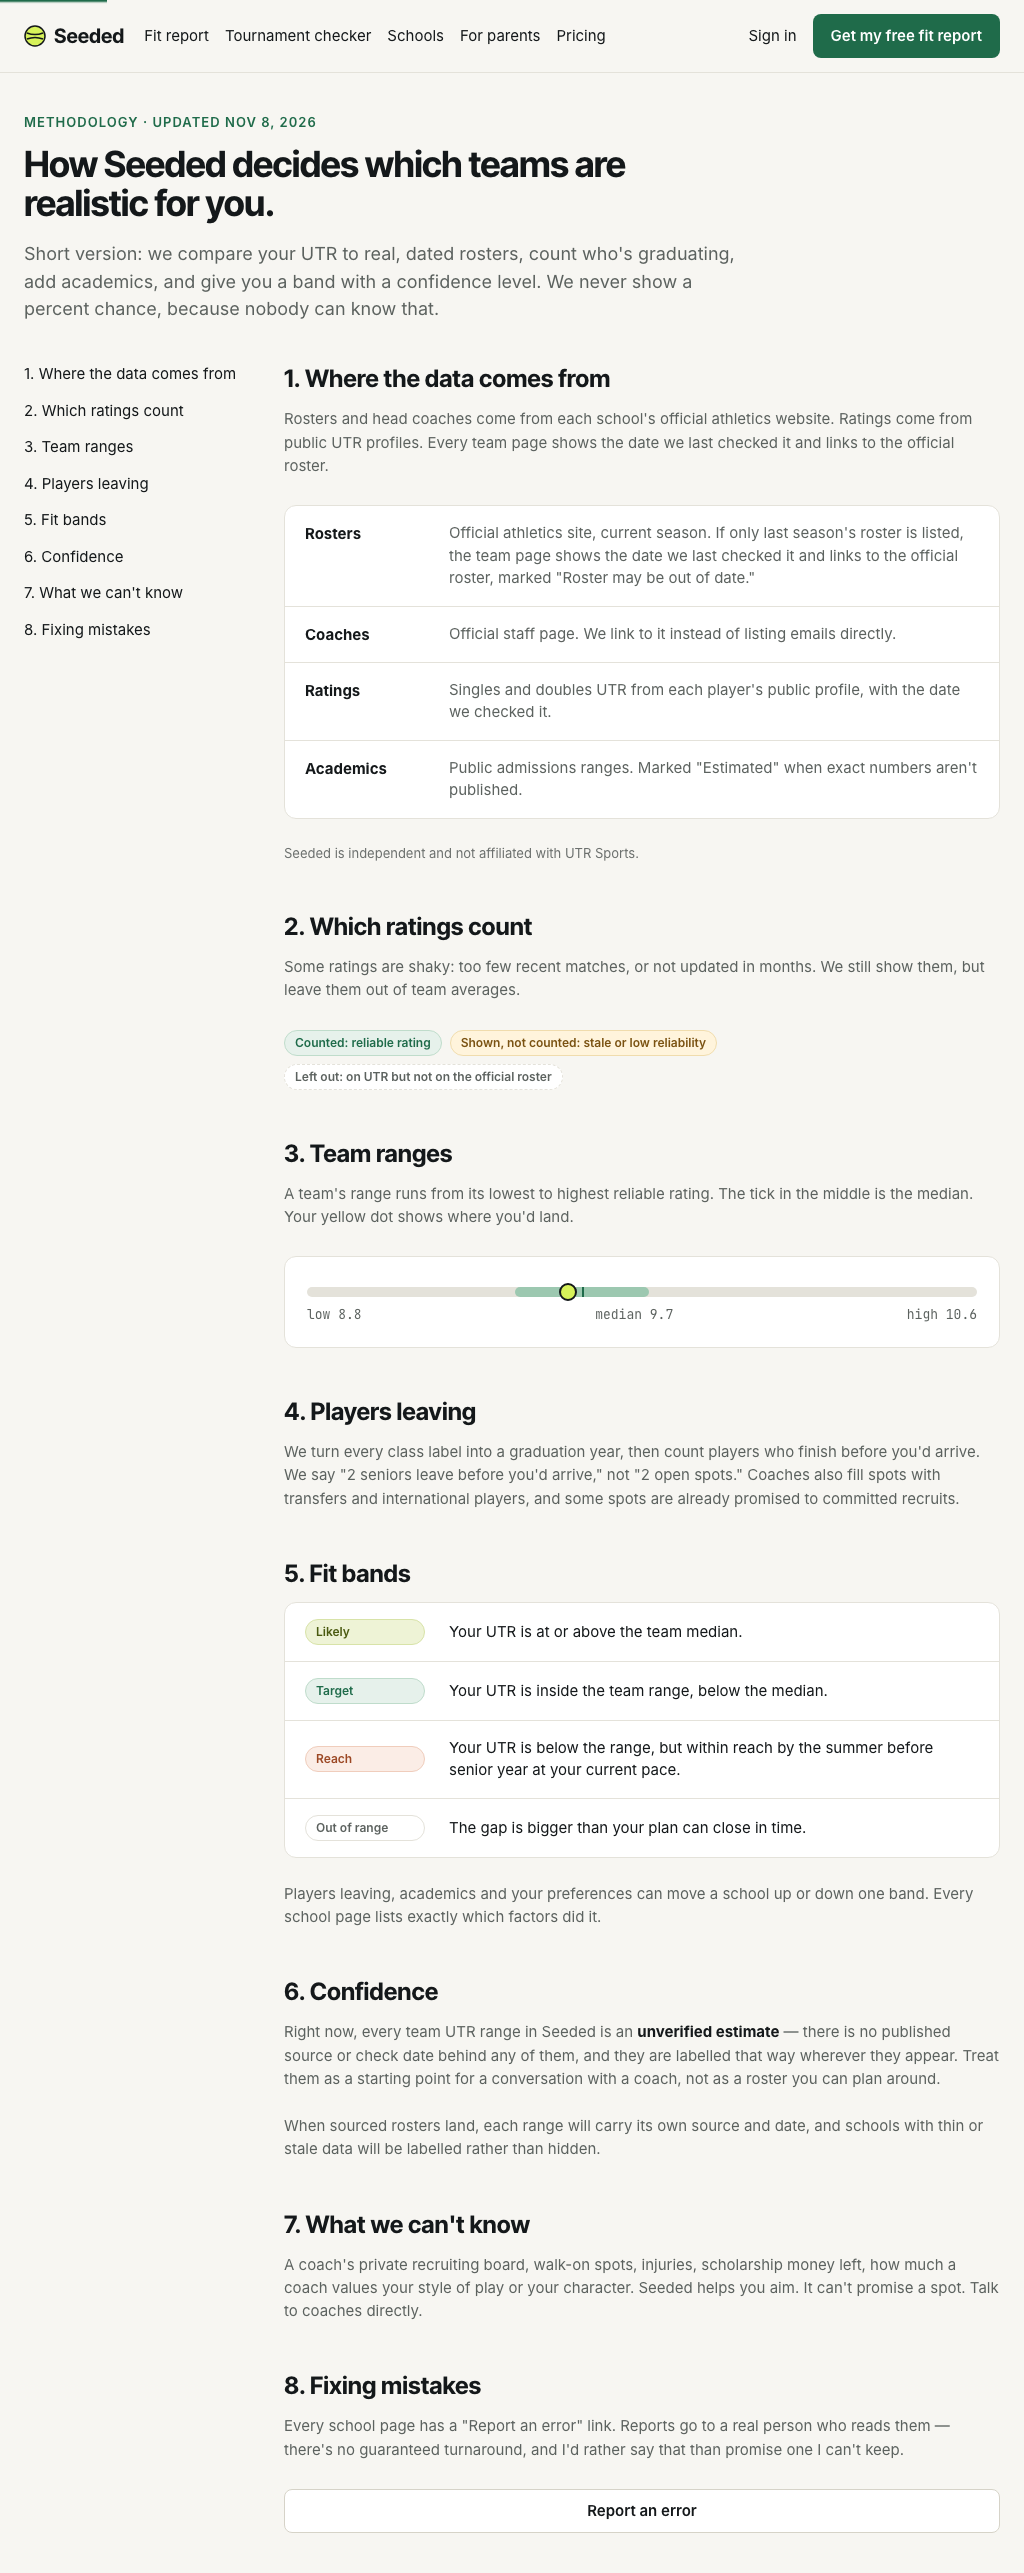 Seeded
Fit report
Tournament checker
Schools
For parents
Pricing
Sign in
Get my free fit report
METHODOLOGY · UPDATED NOV 8, 2026
How Seeded decides which teams are
realistic for you.
Short version: we compare your UTR to real, dated rosters, count who's graduating,
add academics, and give you a band with a confidence level. We never show a
percent chance, because nobody can know that.
1. Where the data comes from
2. Which ratings count
3. Team ranges
4. Players leaving
5. Fit bands
6. Confidence
7. What we can't know
8. Fixing mistakes
1. Where the data comes from
Rosters and head coaches come from each school's official athletics website. Ratings come from
public UTR profiles. Every team page shows the date we last checked it and links to the official
roster.
Rosters
Official athletics site, current season. If only last season's roster is listed,
the team page shows the date we last checked it and links to the official
roster, marked "Roster may be out of date."
Coaches
Official staff page. We link to it instead of listing emails directly.
Ratings
Singles and doubles UTR from each player's public profile, with the date
we checked it.
Academics
Public admissions ranges. Marked "Estimated" when exact numbers aren't
published.
Seeded is independent and not affiliated with UTR Sports.
2. Which ratings count
Some ratings are shaky: too few recent matches, or not updated in months. We still show them, but
leave them out of team averages.
Counted: reliable rating
Shown, not counted: stale or low reliability
Left out: on UTR but not on the official roster
3. Team ranges
A team's range runs from its lowest to highest reliable rating. The tick in the middle is the median.
Your yellow dot shows where you'd land.
low 8.8
median 9.7
high 10.6
4. Players leaving
We turn every class label into a graduation year, then count players who finish before you'd arrive.
We say "2 seniors leave before you'd arrive," not "2 open spots." Coaches also fill spots with
transfers and international players, and some spots are already promised to committed recruits.
5. Fit bands
Likely
Your UTR is at or above the team median.
Target
Your UTR is inside the team range, below the median.
Reach
Your UTR is below the range, but within reach by the summer before
senior year at your current pace.
Out of range
The gap is bigger than your plan can close in time.
Players leaving, academics and your preferences can move a school up or down one band. Every
school page lists exactly which factors did it.
6. Confidence
Right now, every team UTR range in Seeded is an unverified estimate — there is no published
source or check date behind any of them, and they are labelled that way wherever they appear. Treat
them as a starting point for a conversation with a coach, not as a roster you can plan around.
When sourced rosters land, each range will carry its own source and date, and schools with thin or
stale data will be labelled rather than hidden.
7. What we can't know
A coach's private recruiting board, walk-on spots, injuries, scholarship money left, how much a
coach values your style of play or your character. Seeded helps you aim. It can't promise a spot. Talk
to coaches directly.
8. Fixing mistakes
Every school page has a "Report an error" link. Reports go to a real person who reads them —
there's no guaranteed turnaround, and I'd rather say that than promise one I can't keep.
Report an error